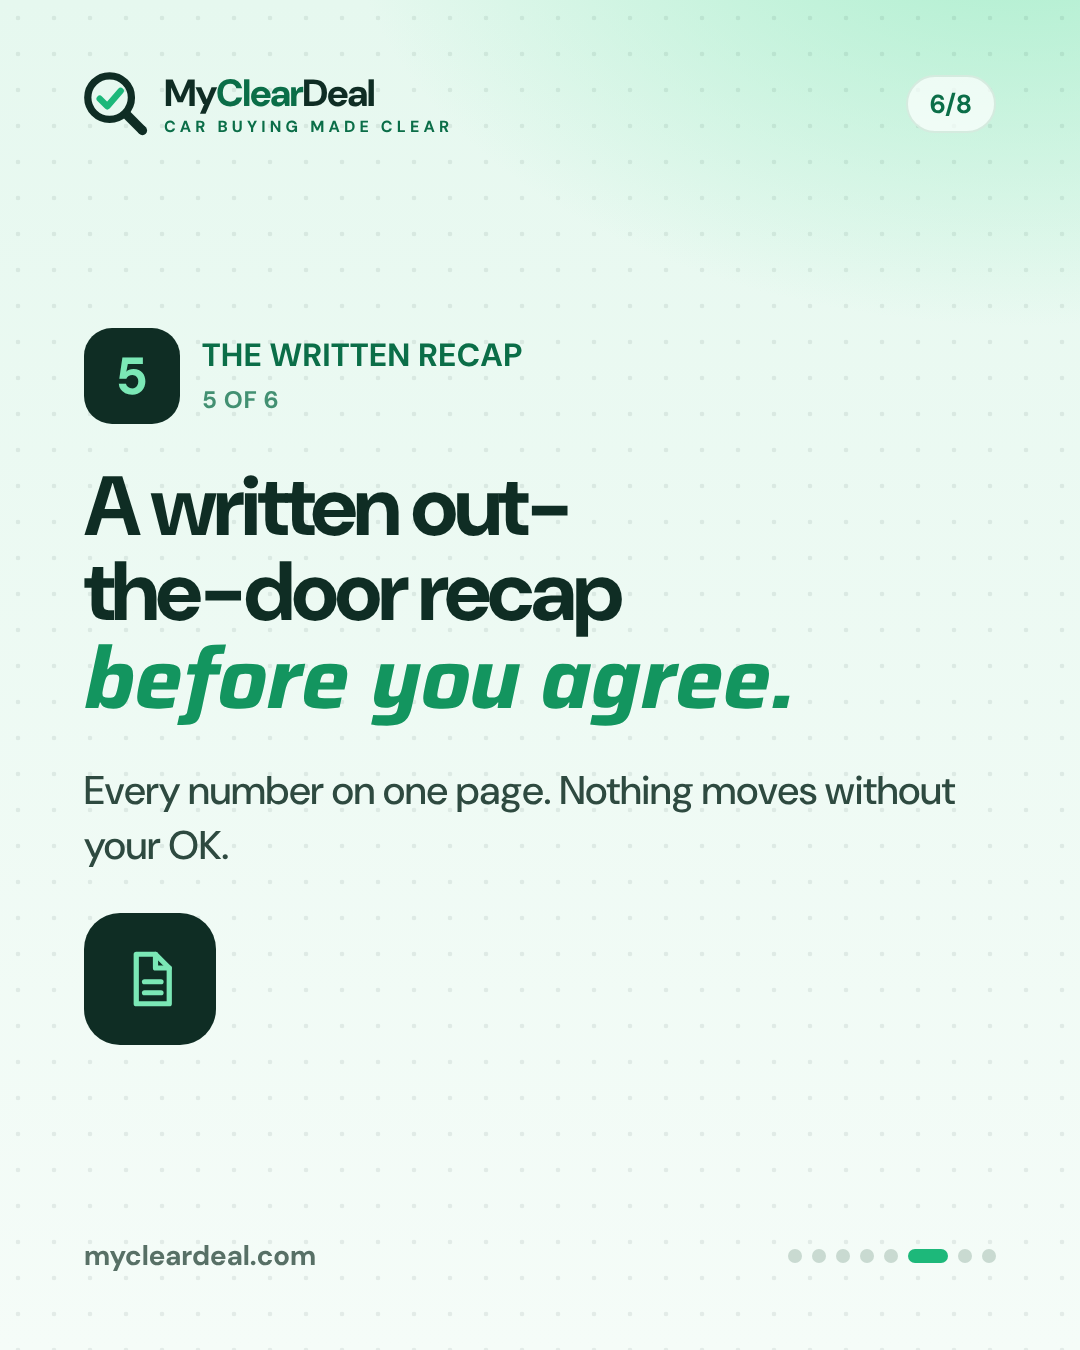 MyClearDeal
CAR BUYING MADE CLEAR
6/8
5
THE WRITTEN RECAP
5 OF 6
A written out-
the-door recap
before you agree.
Every number on one page. Nothing moves without
your OK.
mycleardeal.com